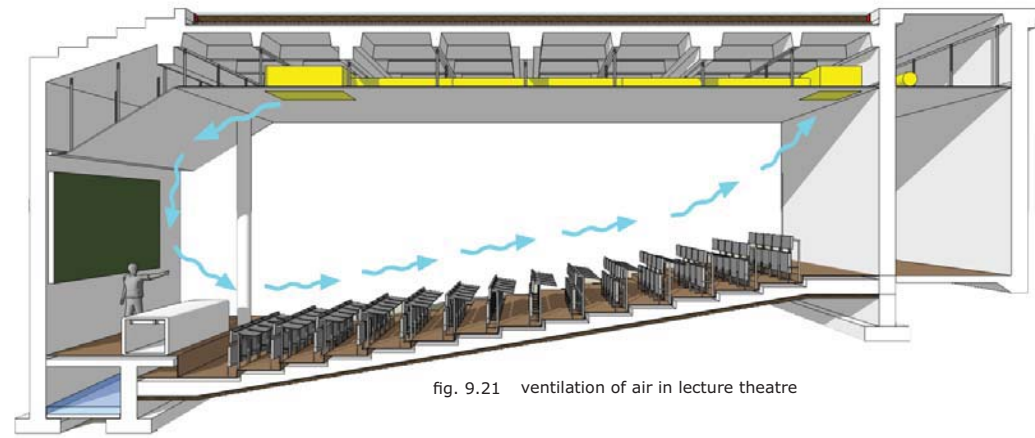 fig. 9.21 ventilation of air in lecture theatre